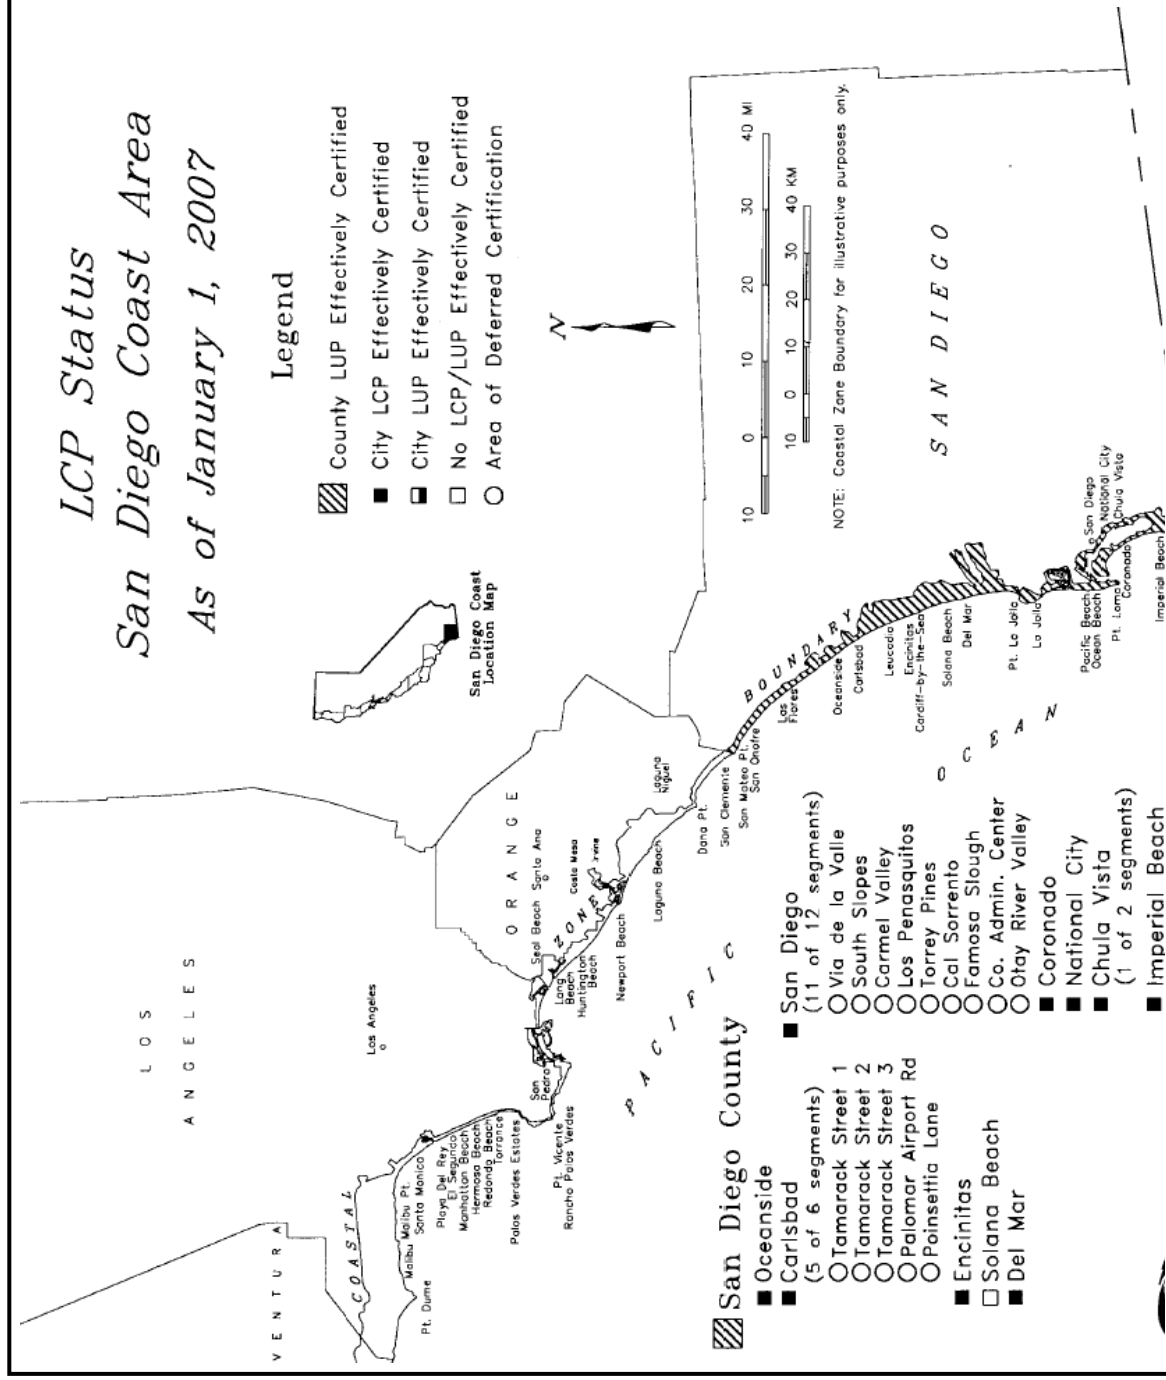 LCP Status
San Diego Coast Area
As of January 1, 2007
Legend
County LUP Effectively Certified
City LCP Effectively Certified
City LUP Effectively Certified
No LCP/LUP Effectively Certified
Area of Deferred Certification
San Diego Coast
Location Map
N
10 0 10 20 30 40 MI
10 0 10 20 30 40 KM
NOTE: Coastal Zone Boundary for illustrative purposes only.
VENTURA
LOS
ANGELES
ORANGE
SAN DIEGO
COASTAL
ZONE
BOUNDARY
PACIFIC
OCEAN
Los Angeles
Pt. Dume
Malibu
Malibu Pt.
Santa Monica
Playa Del Rey
El Segundo
Manhattan Beach
Hermosa Beach
Redondo Beach
Torrance
Palos Verdes Estates
Pt. Vicente
Rancho Palos Verdes
San
Pedro
Long
Beach
Seal Beach
Santa Ana
Huntington
Beach
Costa Mesa
Irvine
Newport Beach
Laguna Beach
Laguna
Niguel
Dana Pt.
San Clemente
San Mateo Pt.
San Onofre
Las
Flores
Oceanside
Carlsbad
Leucadia
Encinitas
Cardiff-by-the-Sea
Solana Beach
Del Mar
Pt. La Jolla
La Jolla
Pacific Beach
Ocean Beach
Pt. Loma
Coronado
San Diego
National City
Chula Vista
Imperial Beach
San Diego County
Oceanside
Carlsbad
(5 of 6 segments)
Tamarack Street 1
Tamarack Street 2
Tamarack Street 3
Palomar Airport Rd
Poinsettia Lane
Encinitas
Solana Beach
Del Mar
San Diego
(11 of 12 segments)
Via de la Valle
South Slopes
Carmel Valley
Los Penasquitos
Torrey Pines
Cal Sorrento
Famosa Slough
Co. Admin. Center
Otay River Valley
Coronado
National City
Chula Vista
(1 of 2 segments)
Imperial Beach